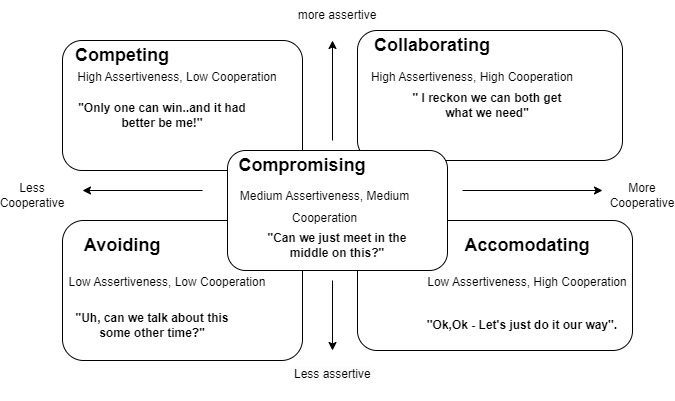 more assertive
Competing
High Assertiveness, Low Cooperation
"Only one can win..and it had
better be me!"
Collaborating
High Assertiveness, High Cooperation
" I reckon we can both get
what we need"
Compromising
Medium Assertiveness, Medium
Cooperation
"Can we just meet in the
middle on this?"
Less
Cooperative
More
Cooperative
Avoiding
Low Assertiveness, Low Cooperation
"Uh, can we talk about this
some other time?"
Accomodating
Low Assertiveness, High Cooperation
"Ok,Ok - Let's just do it our way".
Less assertive